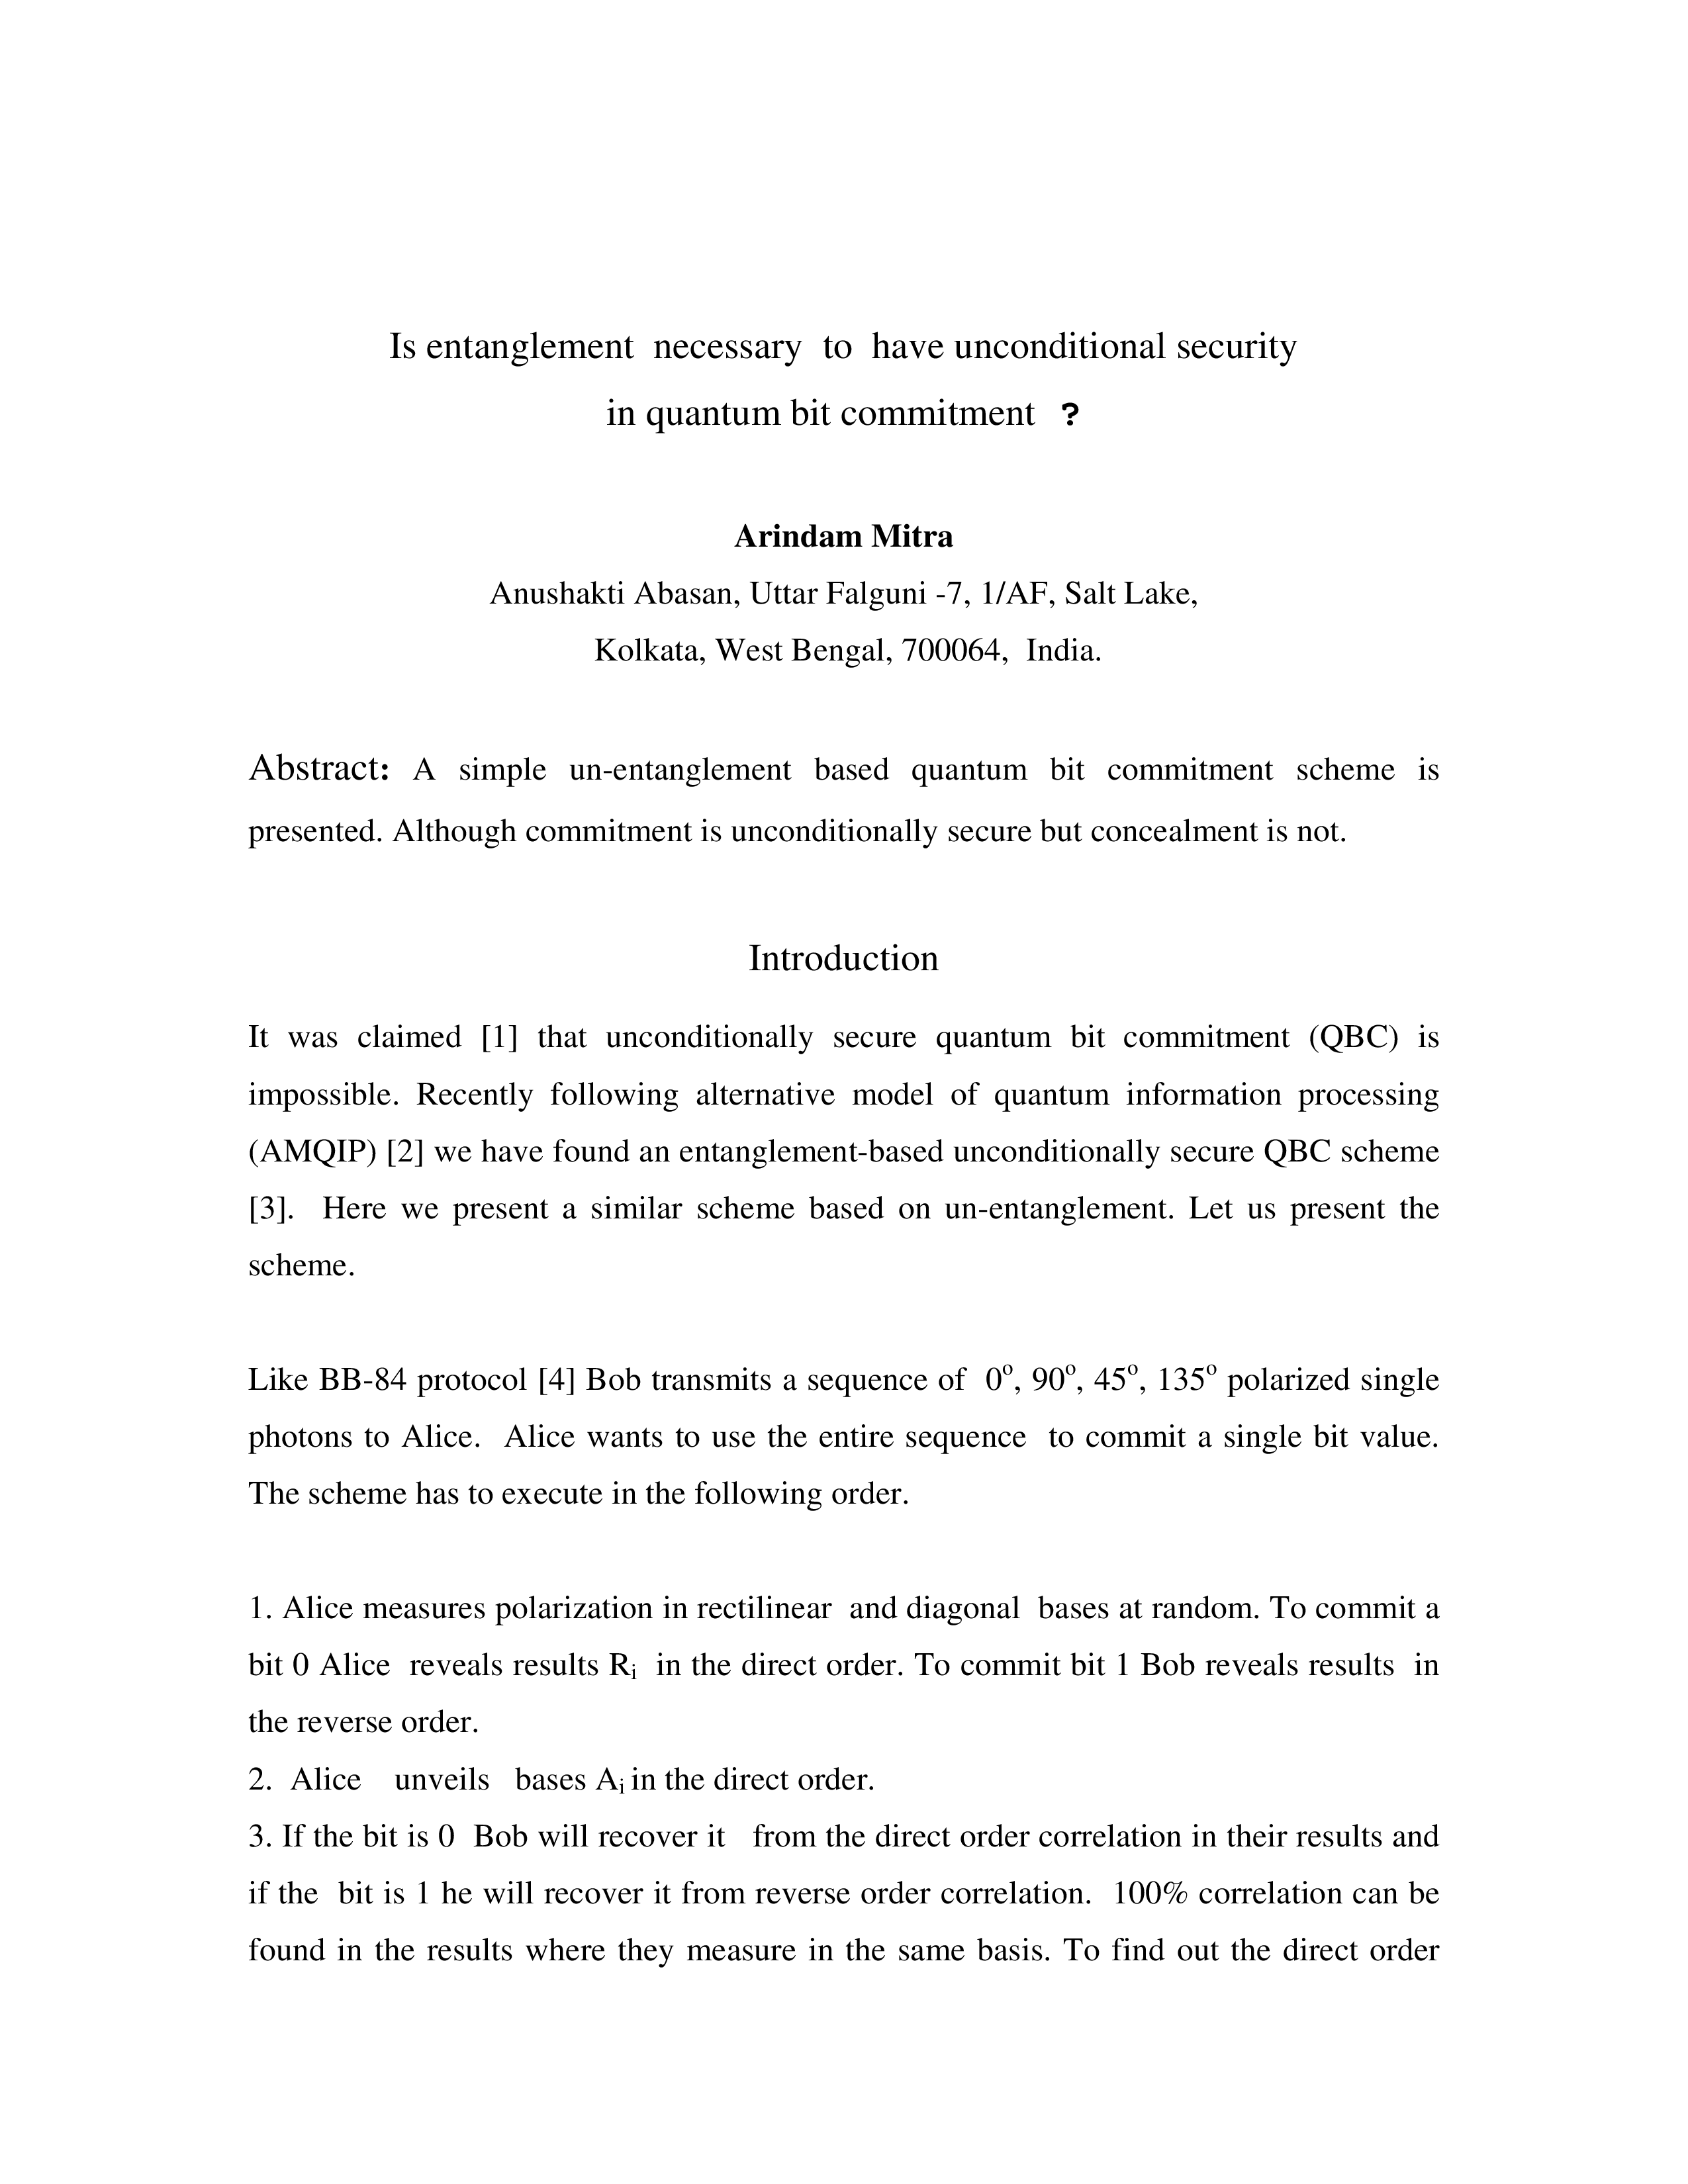 Is entanglement necessary to have unconditional security
in quantum bit commitment ?
Arindam Mitra
Anushakti Abasan, Uttar Falguni -7, 1/AF, Salt Lake,
Kolkata, West Bengal, 700064, India.
Abstract: A simple un-entanglement based quantum bit commitment scheme is
presented. Although commitment is unconditionally secure but concealment is not.
Introduction
It was claimed [1] that unconditionally secure quantum bit commitment (QBC) is
impossible. Recently following alternative model of quantum information processing
(AMQIP) [2] we have found an entanglement-based unconditionally secure QBC scheme
[3]. Here we present a similar scheme based on un-entanglement. Let us present the
scheme.
Like BB-84 protocol [4] Bob transmits a sequence of 0º, 90º, 45º, 135º polarized single
photons to Alice. Alice wants to use the entire sequence to commit a single bit value.
The scheme has to execute in the following order.
1. Alice measures polarization in rectilinear and diagonal bases at random. To commit a
bit 0 Alice reveals results Rᵢ in the direct order. To commit bit 1 Bob reveals results in
the reverse order.
2. Alice unveils bases Aᵢ in the direct order.
3. If the bit is 0 Bob will recover it from the direct order correlation in their results and
if the bit is 1 he will recover it from reverse order correlation. 100% correlation can be
found in the results where they measure in the same basis. To find out the direct order